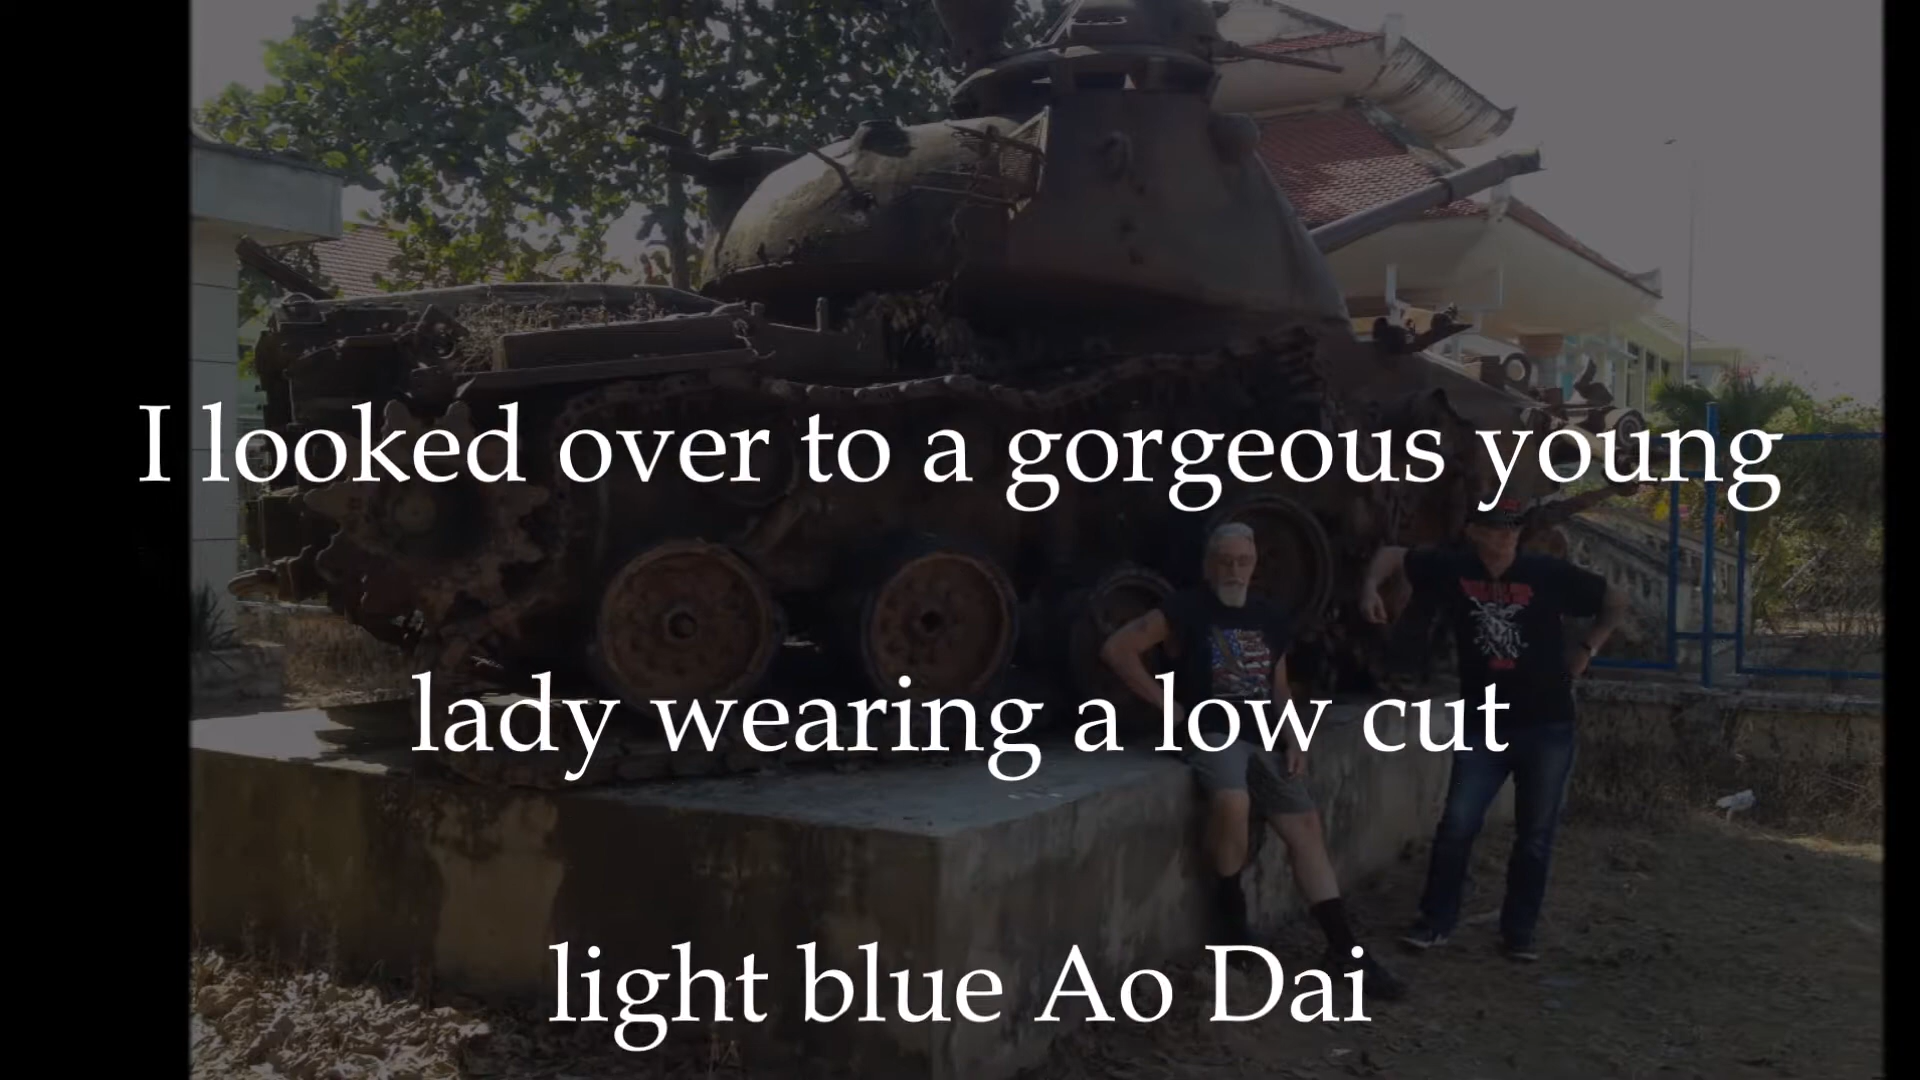 I looked over to a gorgeous young
lady wearing a low cut
light blue Ao Dai